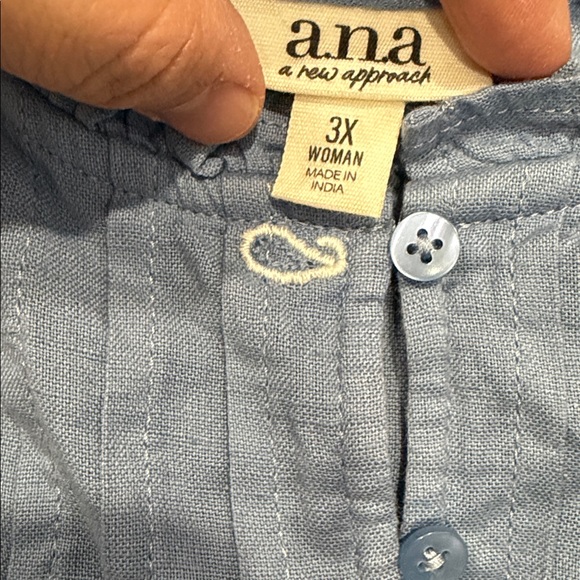 a.n.a
a new approach
3X
WOMAN
MADE IN
INDIA